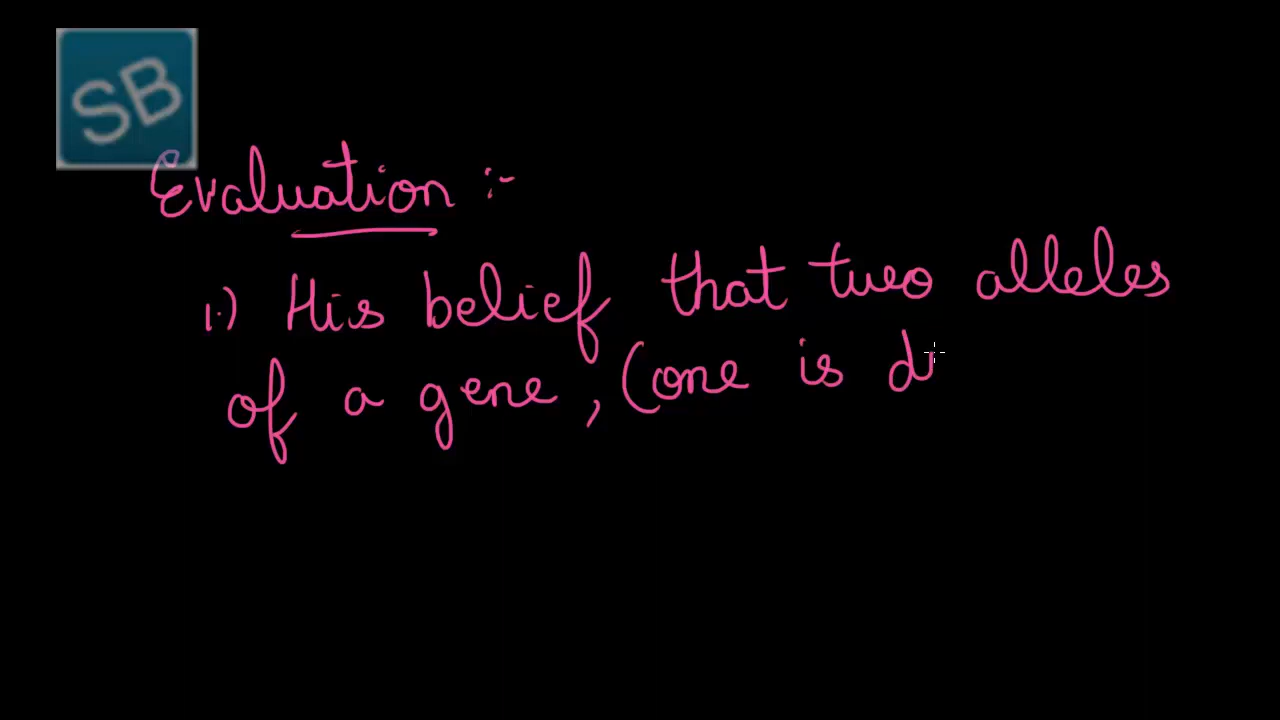 SB
Evaluation :-
1.) His belief that two alleles
of a gene, (one is d